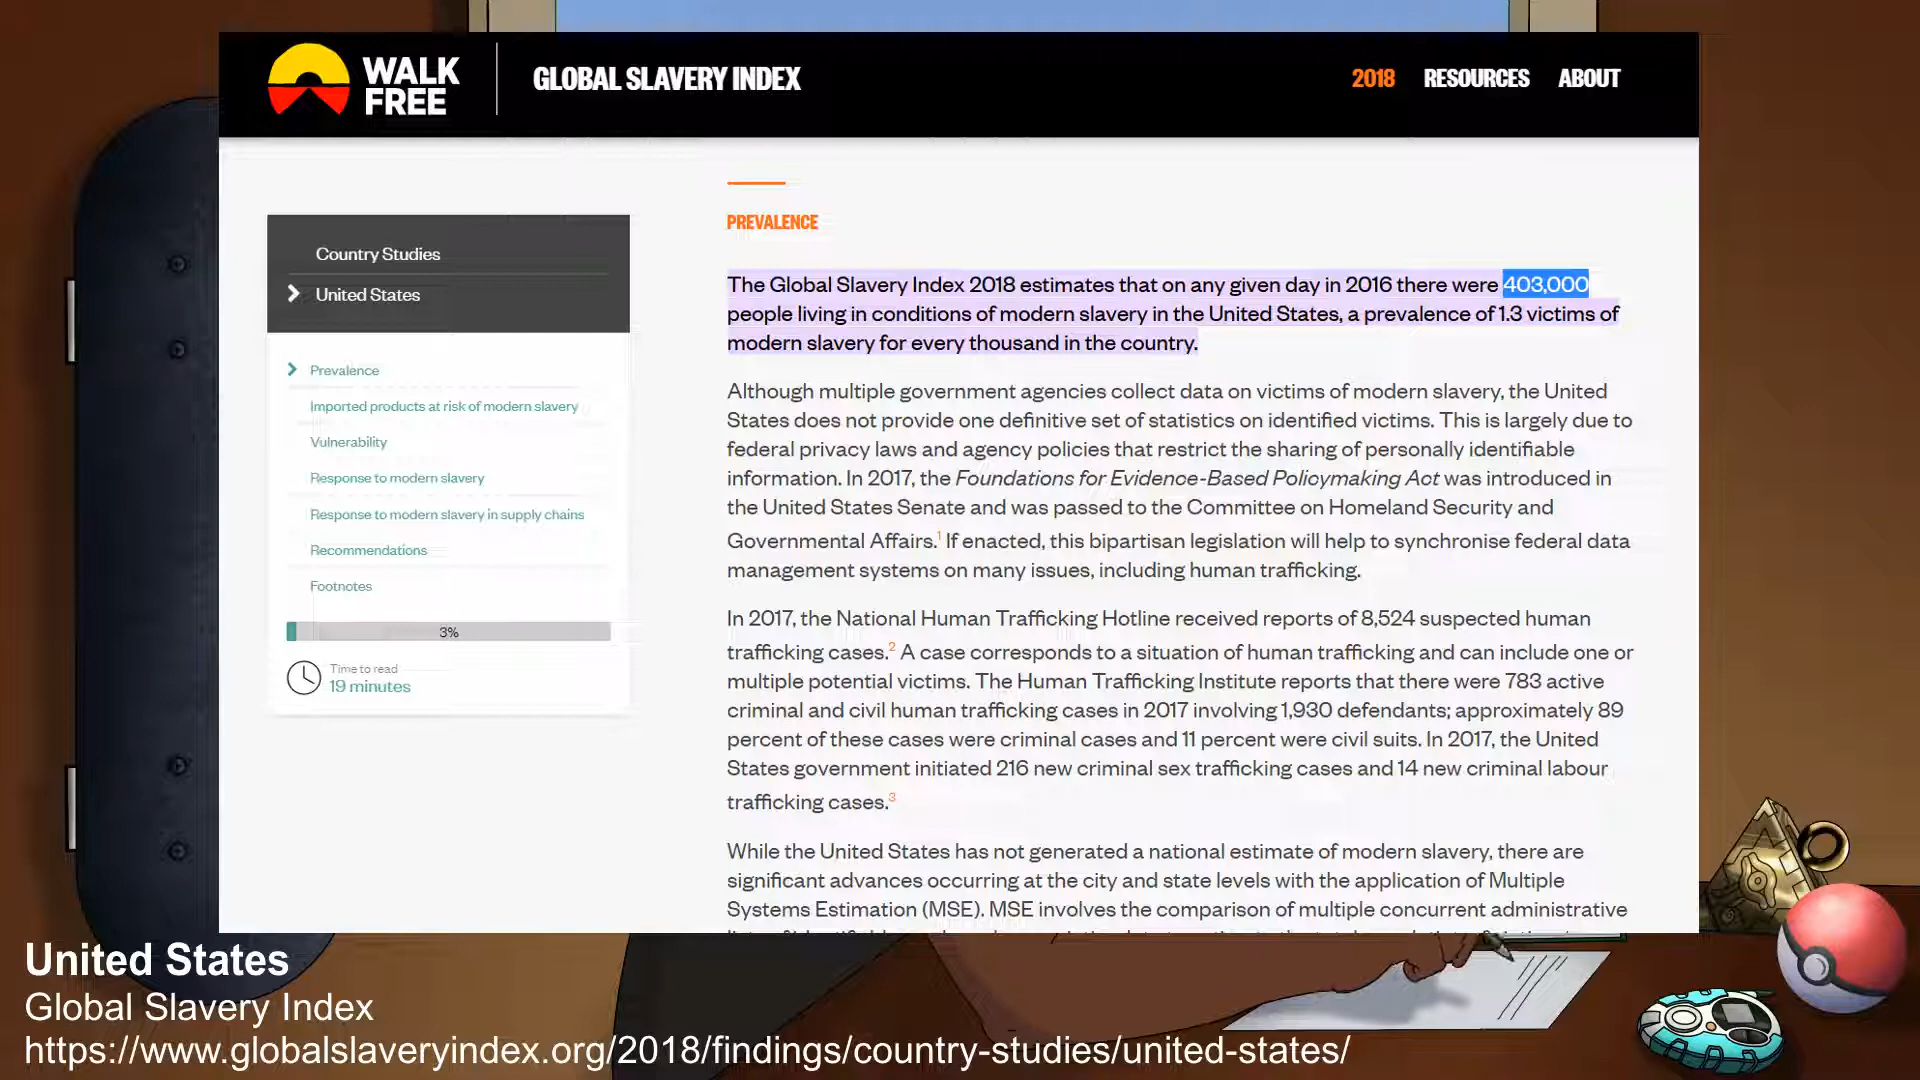 WALK
FREE
GLOBAL SLAVERY INDEX
2018
RESOURCES
ABOUT
Country Studies
United States
Prevalence
Imported products at risk of modern slavery
Vulnerability
Response to modern slavery
Response to modern slavery in supply chains
Recommendations
Footnotes
3%
Time to read
19 minutes
PREVALENCE
The Global Slavery Index 2018 estimates that on any given day in 2016 there were 403,000
people living in conditions of modern slavery in the United States, a prevalence of 1.3 victims of
modern slavery for every thousand in the country.
Although multiple government agencies collect data on victims of modern slavery, the United
States does not provide one definitive set of statistics on identified victims. This is largely due to
federal privacy laws and agency policies that restrict the sharing of personally identifiable
information. In 2017, the Foundations for Evidence-Based Policymaking Act was introduced in
the United States Senate and was passed to the Committee on Homeland Security and
Governmental Affairs.1 If enacted, this bipartisan legislation will help to synchronise federal data
management systems on many issues, including human trafficking.
In 2017, the National Human Trafficking Hotline received reports of 8,524 suspected human
trafficking cases.2 A case corresponds to a situation of human trafficking and can include one or
multiple potential victims. The Human Trafficking Institute reports that there were 783 active
criminal and civil human trafficking cases in 2017 involving 1,930 defendants; approximately 89
percent of these cases were criminal cases and 11 percent were civil suits. In 2017, the United
States government initiated 216 new criminal sex trafficking cases and 14 new criminal labour
trafficking cases.3
While the United States has not generated a national estimate of modern slavery, there are
significant advances occurring at the city and state levels with the application of Multiple
Systems Estimation (MSE). MSE involves the comparison of multiple concurrent administrative
United States
Global Slavery Index
https://www.globalslaveryindex.org/2018/findings/country-studies/united-states/